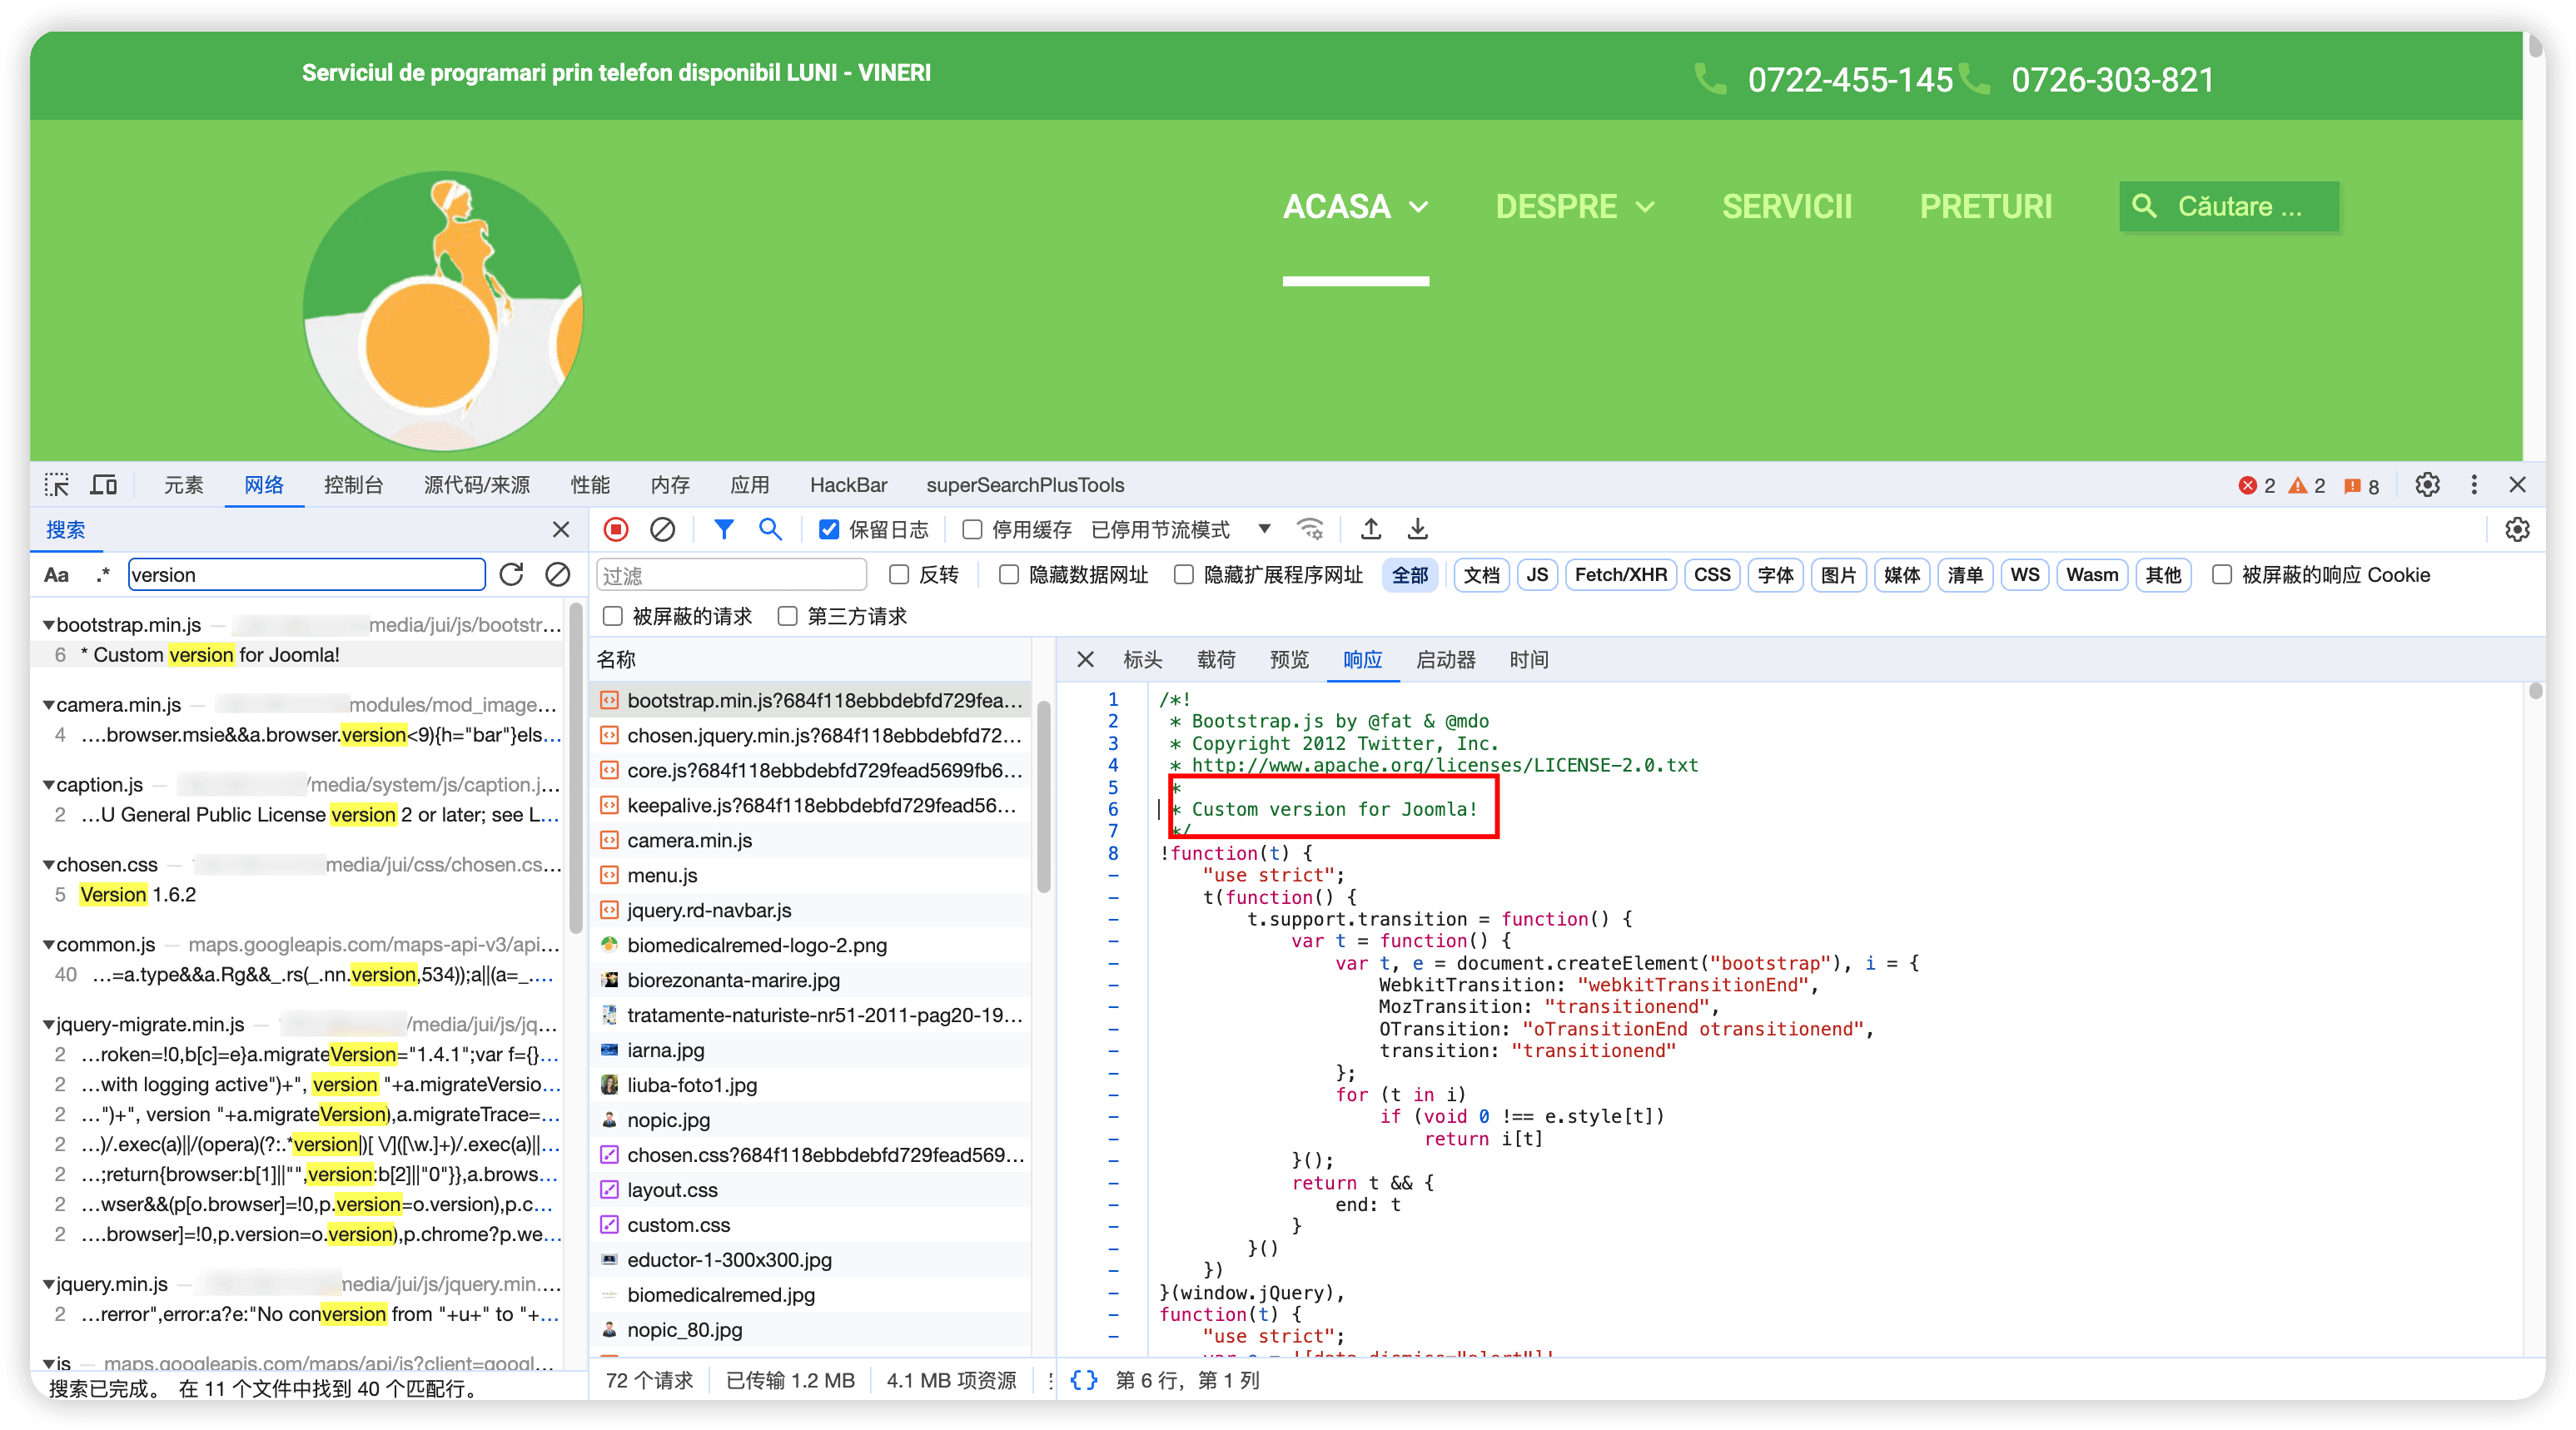 Serviciul de programari prin telefon disponibil LUNI - VINERI
0722-455-145 0726-303-821
ACASA DESPRE SERVICII PRETURI Căutare ...
元素 网络 控制台 源代码/来源 性能 内存 应用 HackBar superSearchPlusTools 2 2 8
搜索
保留日志 停用缓存 已停用节流模式
Aa .* version
过滤 反转 隐藏数据网址 隐藏扩展程序网址 全部 文档 JS Fetch/XHR CSS 字体 图片 媒体 清单 WS Wasm 其他 被屏蔽的响应 Cookie
被屏蔽的请求 第三方请求
bootstrap.min.js — media/jui/js/bootstr...
6 * Custom version for Joomla!
camera.min.js — modules/mod_image...
4 ....browser.msie&&a.browser.version<9){h="bar"}els...
caption.js — /media/system/js/caption.j...
2 ...U General Public License version 2 or later; see L...
chosen.css — media/jui/css/chosen.cs...
5 Version 1.6.2
common.js — maps.googleapis.com/maps-api-v3/api...
40 ...=a.type&&a.Rg&&_.rs(_.nn.version,534));a||(a=_....
jquery-migrate.min.js — /media/jui/js/jq...
2 ...roken=!0,b[c]=e}a.migrateVersion="1.4.1";var f={}...
2 ...with logging active")+", version "+a.migrateVersio...
2 ...")+", version "+a.migrateVersion),a.migrateTrace=...
2 ...)/.exec(a)||/(opera)(?:.*version|)[ \/]([\w.]+)/.exec(a)||...
2 ...;return{browser:b[1]||"",version:b[2]||"0"}},a.brows...
2 ...wser&&(p[o.browser]=!0,p.version=o.version),p.c...
2 ....browser]=!0,p.version=o.version),p.chrome?p.we...
jquery.min.js — media/jui/js/jquery.min....
2 ...rerror",error:a?e:"No conversion from "+u+" to "+...
js — maps.googleapis.com/maps/api/js?client=googl...
搜索已完成。 在 11 个文件中找到 40 个匹配行。
名称
bootstrap.min.js?684f118ebbdebfd729fea...
chosen.jquery.min.js?684f118ebbdebfd72...
core.js?684f118ebbdebfd729fead5699fb6...
keepalive.js?684f118ebbdebfd729fead56...
camera.min.js
menu.js
jquery.rd-navbar.js
biomedicalremed-logo-2.png
biorezonanta-marire.jpg
tratamente-naturiste-nr51-2011-pag20-19...
iarna.jpg
liuba-foto1.jpg
nopic.jpg
chosen.css?684f118ebbdebfd729fead569...
layout.css
custom.css
eductor-1-300x300.jpg
biomedicalremed.jpg
nopic_80.jpg
72 个请求 已传输 1.2 MB 4.1 MB 项资源
标头 载荷 预览 响应 启动器 时间
1 /*!
2 * Bootstrap.js by @fat & @mdo
3 * Copyright 2012 Twitter, Inc.
4 * http://www.apache.org/licenses/LICENSE-2.0.txt
5 *
6 * Custom version for Joomla!
7 */
8 !function(t) {
- "use strict";
- t(function() {
- t.support.transition = function() {
- var t = function() {
- var t, e = document.createElement("bootstrap"), i = {
- WebkitTransition: "webkitTransitionEnd",
- MozTransition: "transitionend",
- OTransition: "oTransitionEnd otransitionend",
- transition: "transitionend"
- };
- for (t in i)
- if (void 0 !== e.style[t])
- return i[t]
- }();
- return t && {
- end: t
- }
- }()
- })
- }(window.jQuery),
- function(t) {
- "use strict";
{} 第 6 行，第 1 列